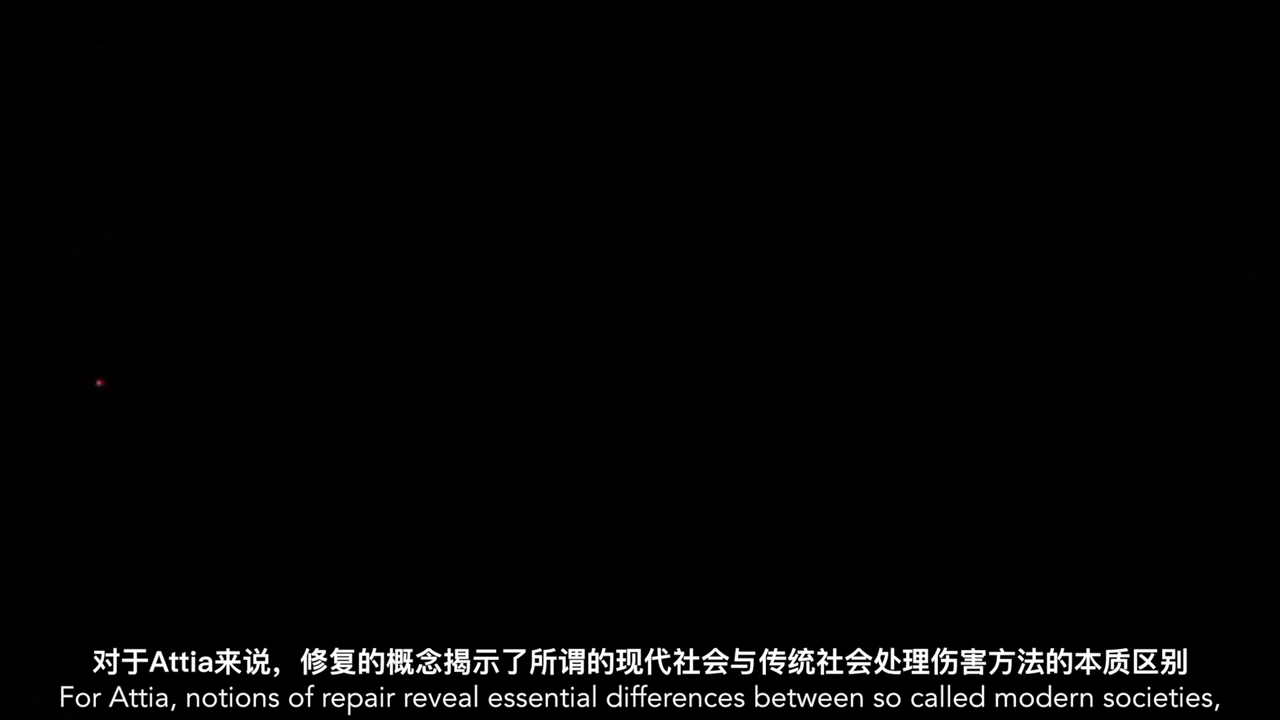 对于Attia来说，修复的概念揭示了所谓的现代社会与传统社会处理伤害方法的本质区别
For Attia, notions of repair reveal essential differences between so called modern societies,